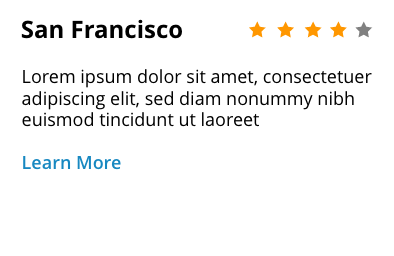 San Francisco
Lorem ipsum dolor sit amet, consectetuer
adipiscing elit, sed diam nonummy nibh
euismod tincidunt ut laoreet
Learn More